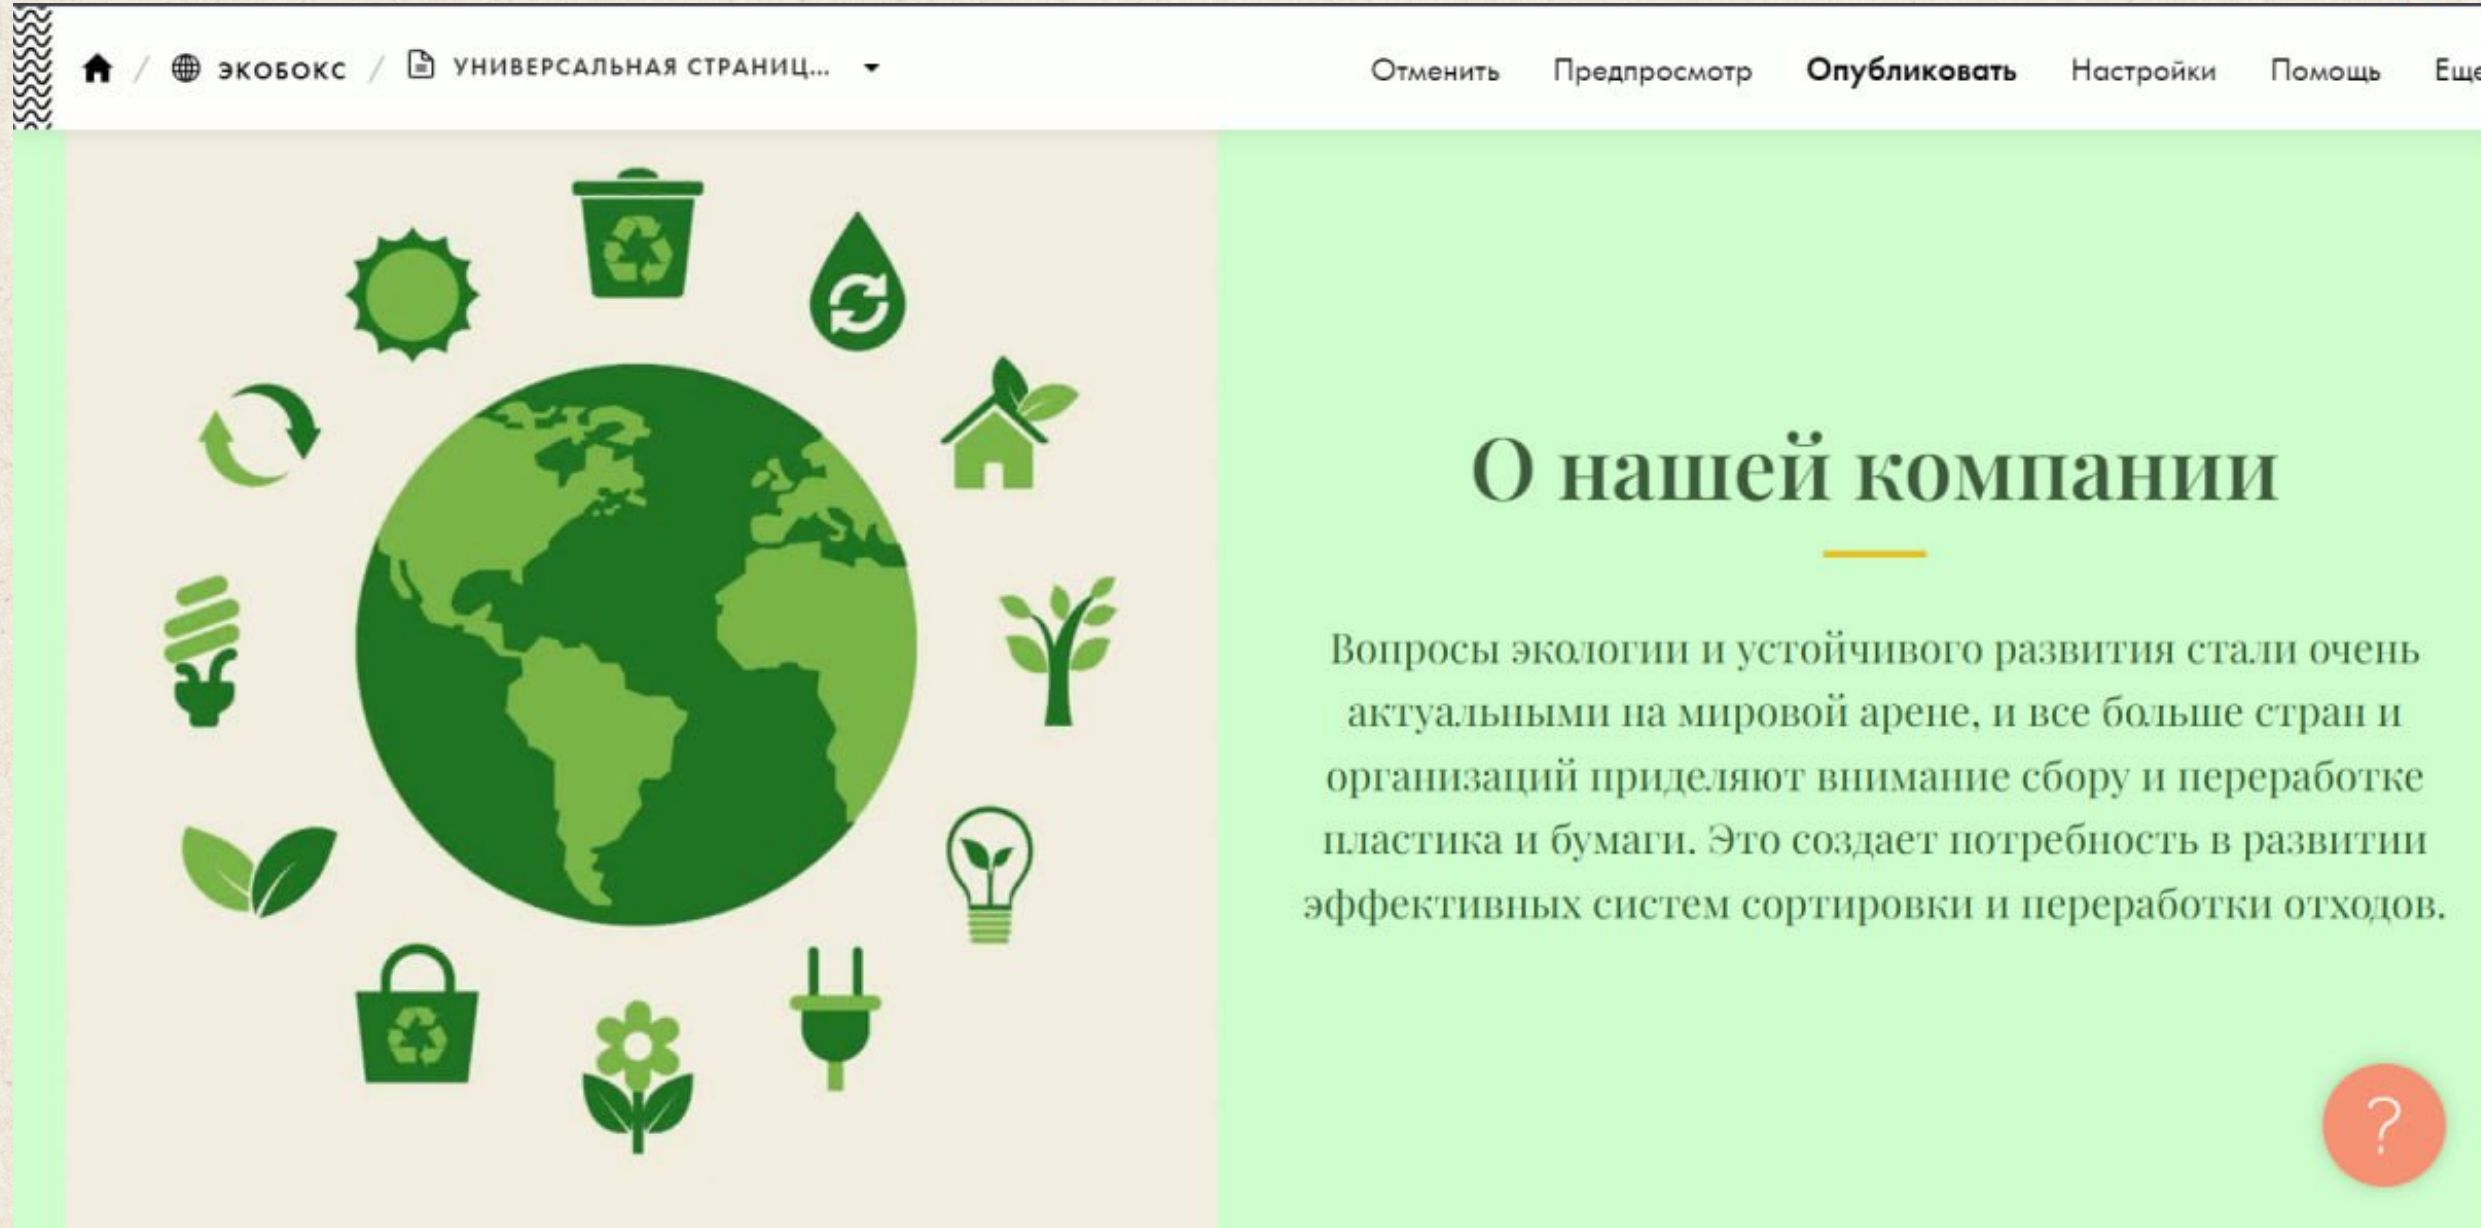 ЭКОБОКС / УНИВЕРСАЛЬНАЯ СТРАНИЦ...
Отменить Предпросмотр Опубликовать Настройки Помощь Еще
О нашей компании
Вопросы экологии и устойчивого развития стали очень
актуальными на мировой арене, и все больше стран и
организаций приделяют внимание сбору и переработке
пластика и бумаги. Это создает потребность в развитии
эффективных систем сортировки и переработки отходов.
?